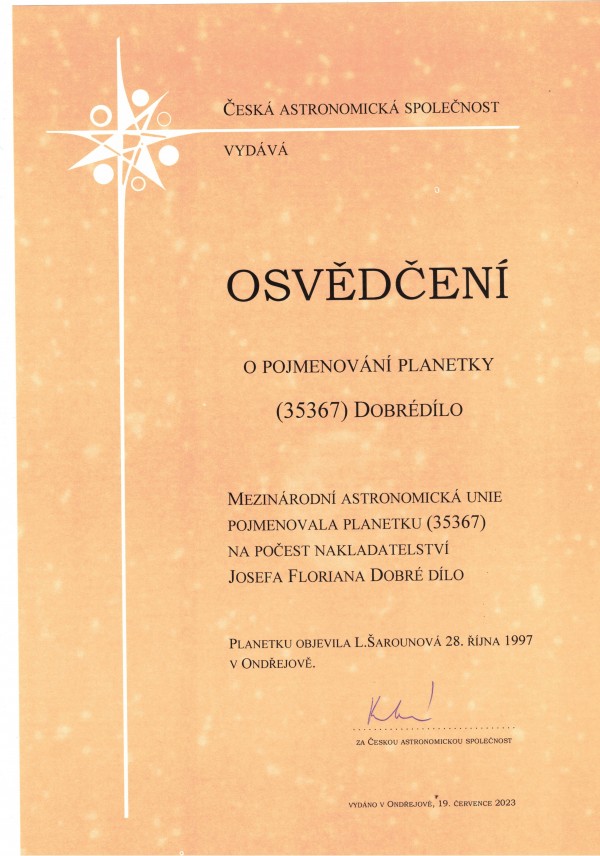 ČESKÁ ASTRONOMICKÁ SPOLEČNOST
VYDÁVÁ
OSVĚDČENÍ
O POJMENOVÁNÍ PLANETKY
(35367) DOBRÉDÍLO
MEZINÁRODNÍ ASTRONOMICKÁ UNIE
POJMENOVALA PLANETKU (35367)
NA POČEST NAKLADATELSTVÍ
JOSEFA FLORIANA DOBRÉ DÍLO
PLANETKU OBJEVILA L.ŠAROUNOVÁ 28. ŘÍJNA 1997
V ONDŘEJOVĚ.
ZA ČESKOU ASTRONOMICKOU SPOLEČNOST
VYDÁNO V ONDŘEJOVĚ, 19. ČERVENCE 2023